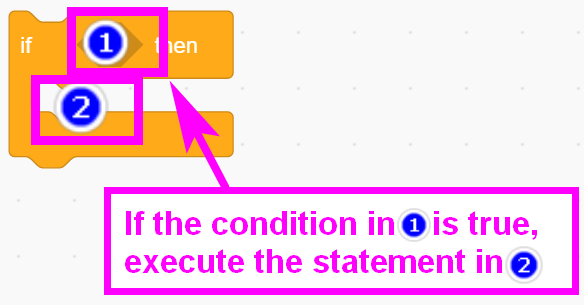 if 1 then
2
If the condition in 1 is true,
execute the statement in 2